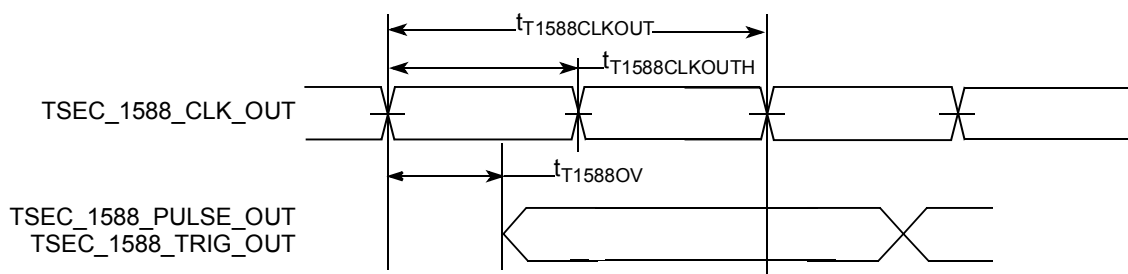 tT1588CLKOUT
tT1588CLKOUTH
TSEC_1588_CLK_OUT
tT1588OV
TSEC_1588_PULSE_OUT
TSEC_1588_TRIG_OUT